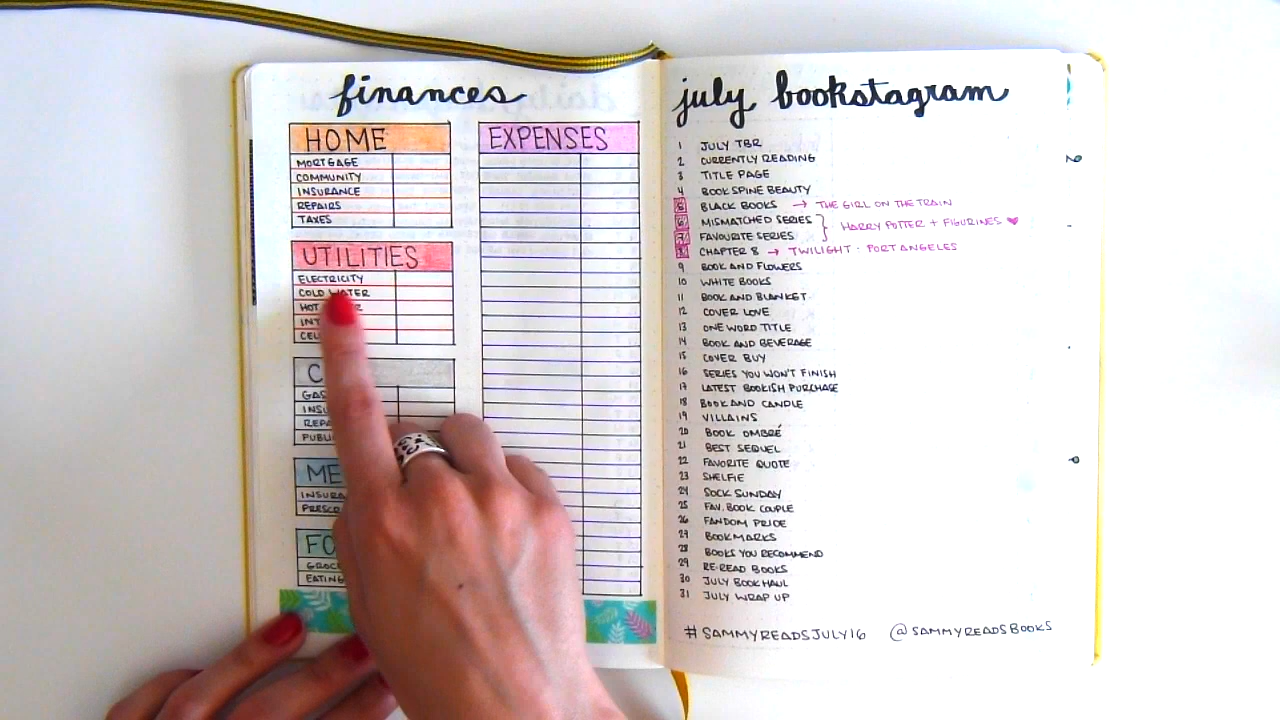 finances
HOME
MORTGAGE
COMMUNITY
INSURANCE
REPAIRS
TAXES
UTILITIES
ELECTRICITY
COLD WATER
HOT
EXPENSES
july bookstagram
1 JULY TBR
2 CURRENTLY READING
3 TITLE PAGE
4 BOOK SPINE BEAUTY
5 BLACK BOOKS → THE GIRL ON THE TRAIN
6 MISMATCHED SERIES
7 FAVOURITE SERIES } HARRY POTTER + FIGURINES ♥
8 CHAPTER 8 → TWILIGHT : PORT ANGELES
9 BOOK AND FLOWERS
10 WHITE BOOKS
11 BOOK AND BLANKET
12 COVER LOVE
13 ONE WORD TITLE
14 BOOK AND BEVERAGE
15 COVER BUY
16 SERIES YOU WON'T FINISH
17 LATEST BOOKISH PURCHASE
18 BOOK AND CANDLE
19 VILLAINS
20 BOOK OMBRÉ
21 BEST SEQUEL
22 FAVORITE QUOTE
23 SHELFIE
24 SOCK SUNDAY
25 FAV. BOOK COUPLE
26 FANDOM PRIDE
27 BOOKMARKS
28 BOOKS YOU RECOMMEND
29 RE-READ BOOKS
30 JULY BOOK HAUL
31 JULY WRAP UP
#SAMMYREADSJULY16 @SAMMYREADSBOOKS